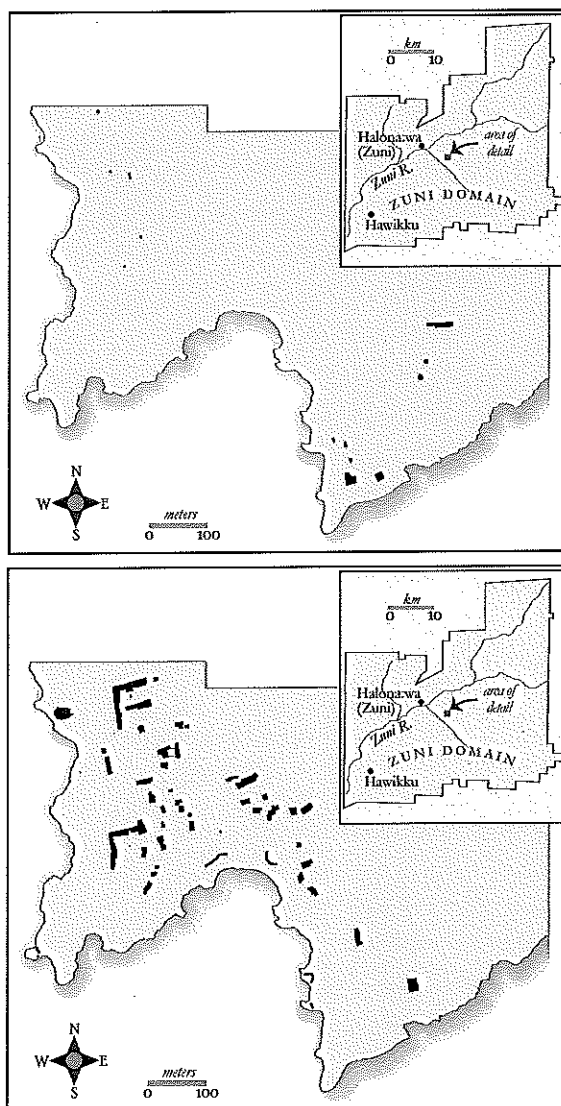 km
0 10
Halona:wa
(Zuni)
area of
detail
Zuni R.
ZUNI DOMAIN
Hawikku
N
W E
S
meters
0 100
km
0 10
Halona:wa
(Zuni)
area of
detail
Zuni R.
ZUNI DOMAIN
Hawikku
N
W E
S
meters
0 100